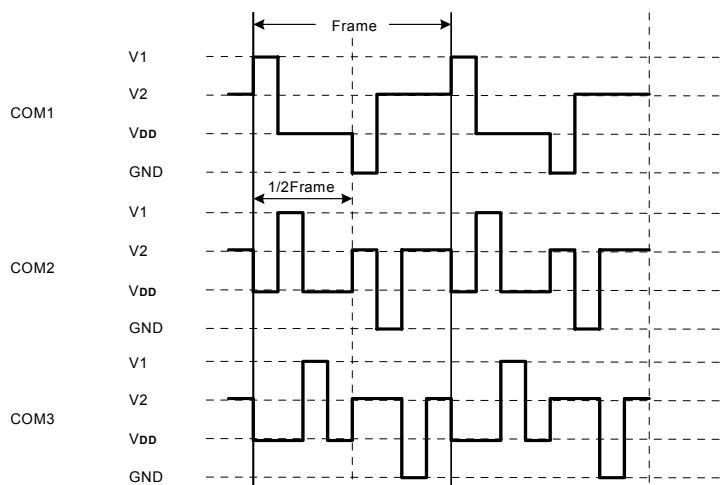 Frame
V1
V2
COM1
VDD
GND
1/2Frame
V1
V2
COM2
VDD
GND
V1
V2
COM3
VDD
GND